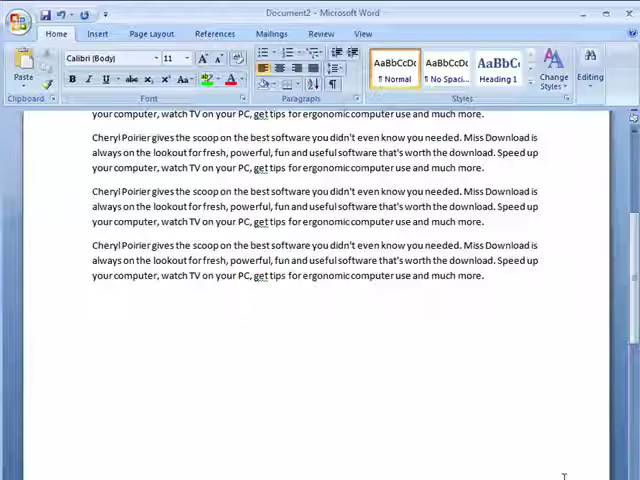 Document2 - Microsoft Word
Home Insert Page Layout References Mailings Review View
Calibri (Body) 11 AaBbCcDc AaBbCcDc AaBbCc
Paste B I U abe x₂ x² Aa ab A ¶ Normal ¶ No Spaci... Heading 1 Change Styles Editing
Clipboard Font Paragraph Styles
your computer, watch TV on your PC, get tips for ergonomic computer use and much more.
Cheryl Poirier gives the scoop on the best software you didn't even know you needed. Miss Download is
always on the lookout for fresh, powerful, fun and useful software that's worth the download. Speed up
your computer, watch TV on your PC, get tips for ergonomic computer use and much more.
Cheryl Poirier gives the scoop on the best software you didn't even know you needed. Miss Download is
always on the lookout for fresh, powerful, fun and useful software that's worth the download. Speed up
your computer, watch TV on your PC, get tips for ergonomic computer use and much more.
Cheryl Poirier gives the scoop on the best software you didn't even know you needed. Miss Download is
always on the lookout for fresh, powerful, fun and useful software that's worth the download. Speed up
your computer, watch TV on your PC, get tips for ergonomic computer use and much more.